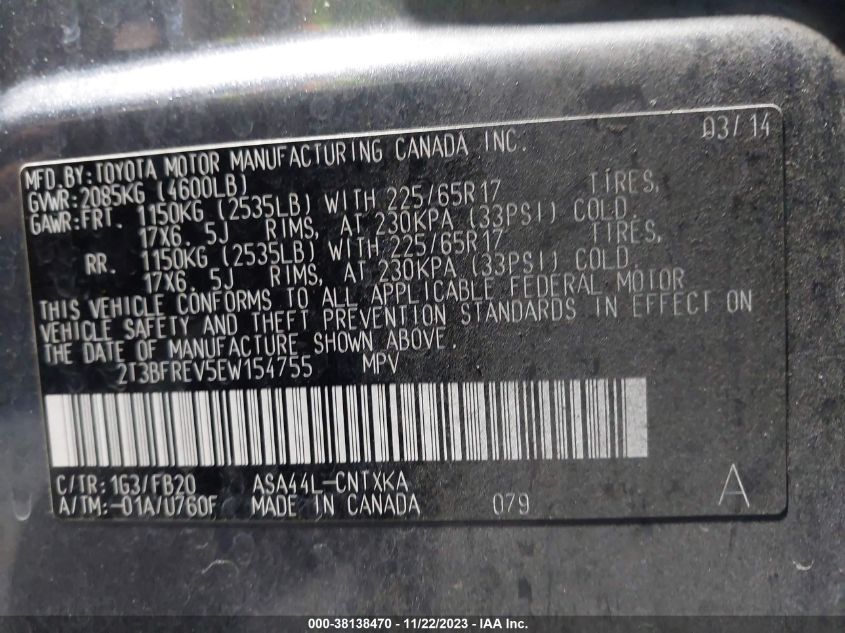 MFD.BY:TOYOTA MOTOR MANUFACTURING CANADA INC. 03/14
GVWR:2085KG (4600LB)
GAWR:FRT. 1150KG (2535LB) WITH 225/65R17 TIRES,
17X6.5J RIMS, AT 230KPA (33PSI) COLD.
RR. 1150KG (2535LB) WITH 225/65R17 TIRES,
17X6.5J RIMS, AT 230KPA (33PSI) COLD.
THIS VEHICLE CONFORMS TO ALL APPLICABLE FEDERAL MOTOR
VEHICLE SAFETY AND THEFT PREVENTION STANDARDS IN EFFECT ON
THE DATE OF MANUFACTURE SHOWN ABOVE.
2T3BFREV5EW154755 MPV
C/TR:1G3/FB20 ASA44L-CNTXKA
A/TM:-01A/U760F MADE IN CANADA 079 A
000-38138470 - 11/22/2023 - IAA Inc.